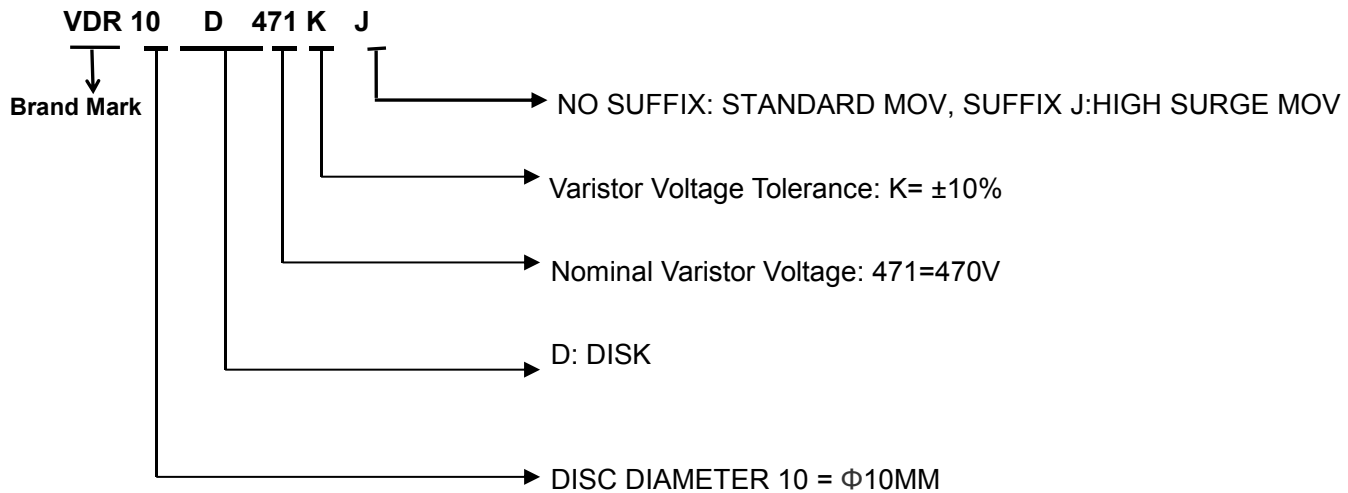 VDR 10 D 471 K J
Brand Mark
NO SUFFIX: STANDARD MOV, SUFFIX J:HIGH SURGE MOV
Varistor Voltage Tolerance: K= ±10%
Nominal Varistor Voltage: 471=470V
D: DISK
DISC DIAMETER 10 = Φ10MM